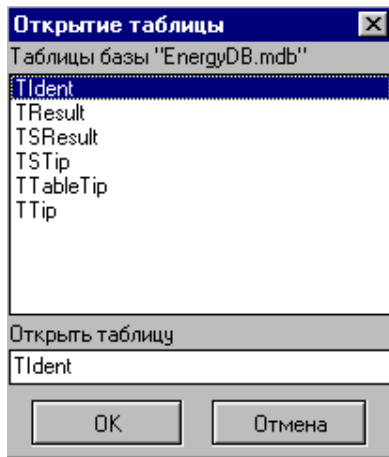 Открытие таблицы
Таблицы базы "EnergyDB.mdb"
TIdent
TResult
TSResult
TSTip
TTableTip
TTip
Открыть таблицу
TIdent
OK
Отмена